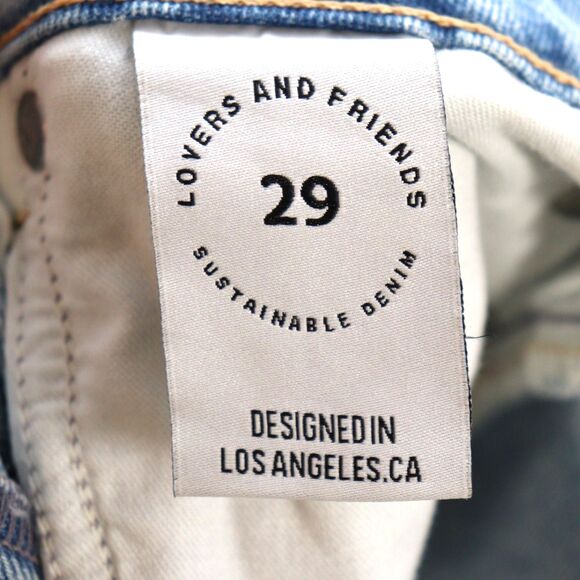 LOVERS AND FRIENDS
29
SUSTAINABLE DENIM
DESIGNED IN
LOS ANGELES.CA